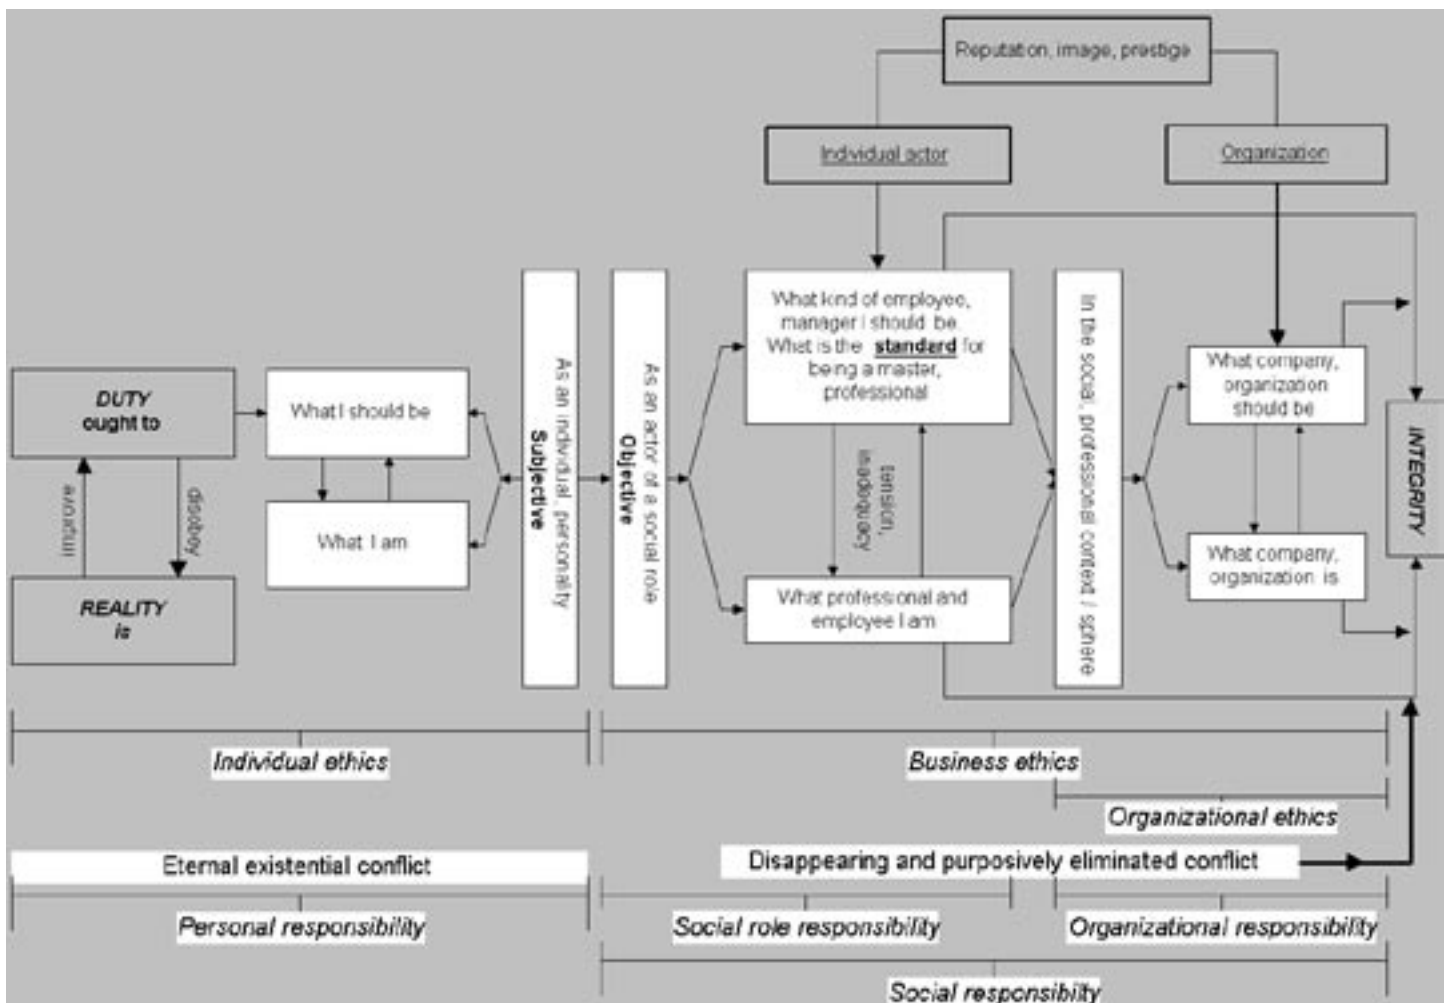 Reputation, image, prestige
Individual actor
Organization
DUTY
ought to
improve
disobey
REALITY
is
What I should be
What I am
As an individual, personality
Subjective
As an actor of a social role
Objective
What kind of employee,
manager I should be.
What is the standard for
being a master,
professional
tension,
inadequacy
What professional and
employee I am
In the social, professional context / sphere
What company,
organization
should be
What company,
organization is
INTEGRITY
Individual ethics
Business ethics
Organizational ethics
Eternal existential conflict
Disappearing and purposively eliminated conflict
Personal responsibility
Social role responsibility
Organizational responsibility
Social responsibilty